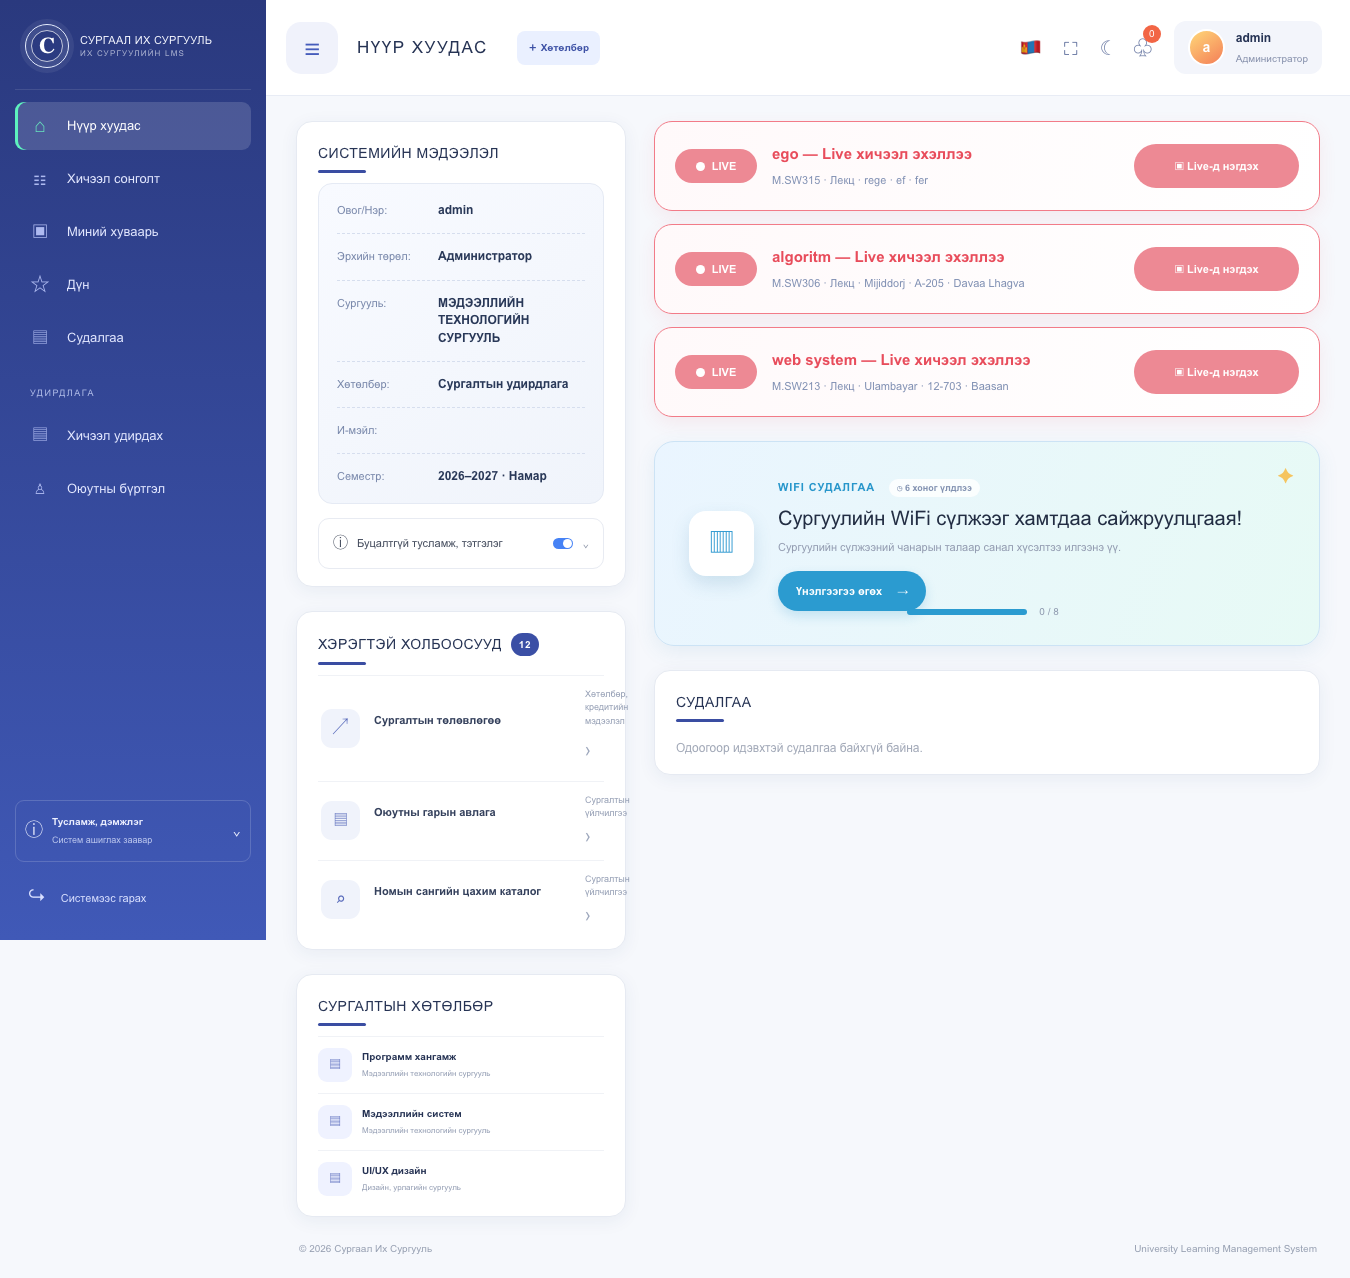 C
СУРГААЛ ИХ СУРГУУЛЬ
ИХ СУРГУУЛИЙН LMS
Нүүр хуудас
Хичээл сонголт
Миний хуваарь
Дүн
Судалгаа
УДИРДЛАГА
Хичээл удирдах
Оюутны бүртгэл
Тусламж, дэмжлэг
Систем ашиглах заавар
Системээс гарах
НҮҮР ХУУДАС
+ Хөтөлбөр
0
a
admin
Администратор
СИСТЕМИЙН МЭДЭЭЛЭЛ
Овог/Нэр: admin
Эрхийн төрөл: Администратор
Сургууль: МЭДЭЭЛЛИЙН
ТЕХНОЛОГИЙН
СУРГУУЛЬ
Хөтөлбөр: Сургалтын удирдлага
И-мэйл:
Семестр: 2026–2027 · Намар
Буцалтгүй тусламж, тэтгэлэг
ХЭРЭГТЭЙ ХОЛБООСУУД 12
Сургалтын төлөвлөгөө
Хөтөлбөр,
кредитийн
мэдээлэл
Оюутны гарын авлага
Сургалтын
үйлчилгээ
Номын сангийн цахим каталог
Сургалтын
үйлчилгээ
СУРГАЛТЫН ХӨТӨЛБӨР
Программ хангамж
Мэдээллийн технологийн сургууль
Мэдээллийн систем
Мэдээллийн технологийн сургууль
UI/UX дизайн
Дизайн, урлагийн сургууль
LIVE
ego — Live хичээл эхэллээ
M.SW315 · Лекц · rege · ef · fer
Live-д нэгдэх
LIVE
algoritm — Live хичээл эхэллээ
M.SW306 · Лекц · Mijiddorj · A-205 · Davaa Lhagva
Live-д нэгдэх
LIVE
web system — Live хичээл эхэллээ
M.SW213 · Лекц · Ulambayar · 12-703 · Baasan
Live-д нэгдэх
WIFI СУДАЛГАА 6 хоног үлдлээ
Сургуулийн WiFi сүлжээг хамтдаа сайжруулцгаая!
Сургуулийн сүлжээний чанарын талаар санал хүсэлтээ илгээнэ үү.
Үнэлгээгээ өгөх →
0 / 8
СУДАЛГАА
Одоогоор идэвхтэй судалгаа байхгүй байна.
© 2026 Сургаал Их Сургууль
University Learning Management System